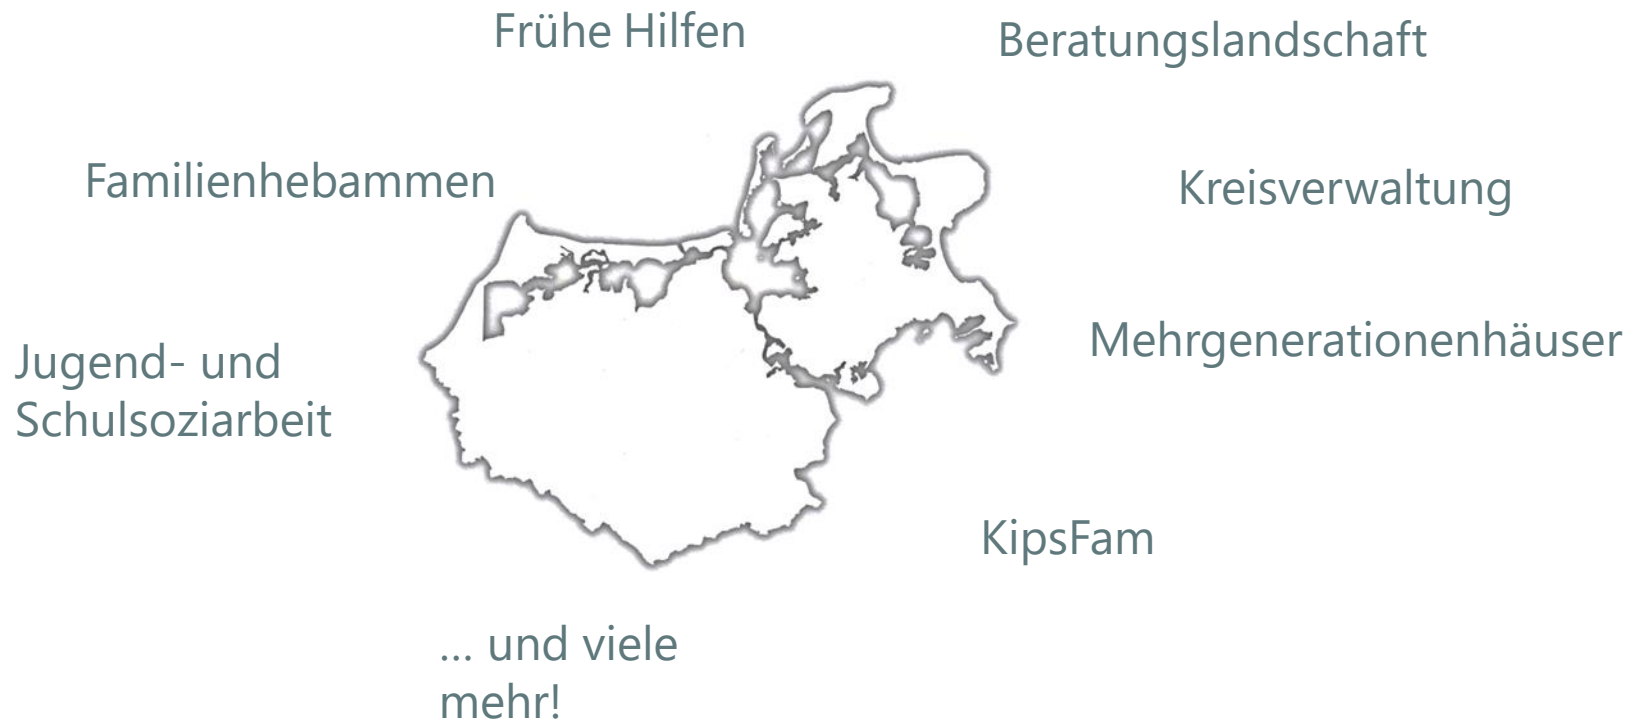 Frühe Hilfen
Beratungslandschaft
Familienhebammen
Kreisverwaltung
Mehrgenerationenhäuser
Jugend- und
Schulsoziarbeit
KipsFam
... und viele
mehr!